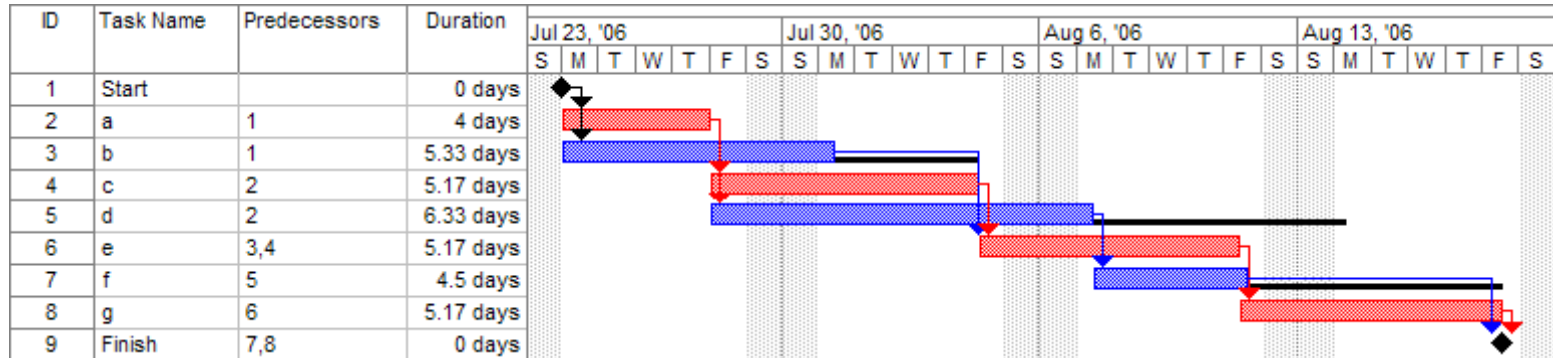 ID Task Name Predecessors Duration
Jul 23, '06 Jul 30, '06 Aug 6, '06 Aug 13, '06
S M T W T F S S M T W T F S S M T W T F S S M T W T F S
1 Start 0 days
2 a 1 4 days
3 b 1 5.33 days
4 c 2 5.17 days
5 d 2 6.33 days
6 e 3,4 5.17 days
7 f 5 4.5 days
8 g 6 5.17 days
9 Finish 7,8 0 days